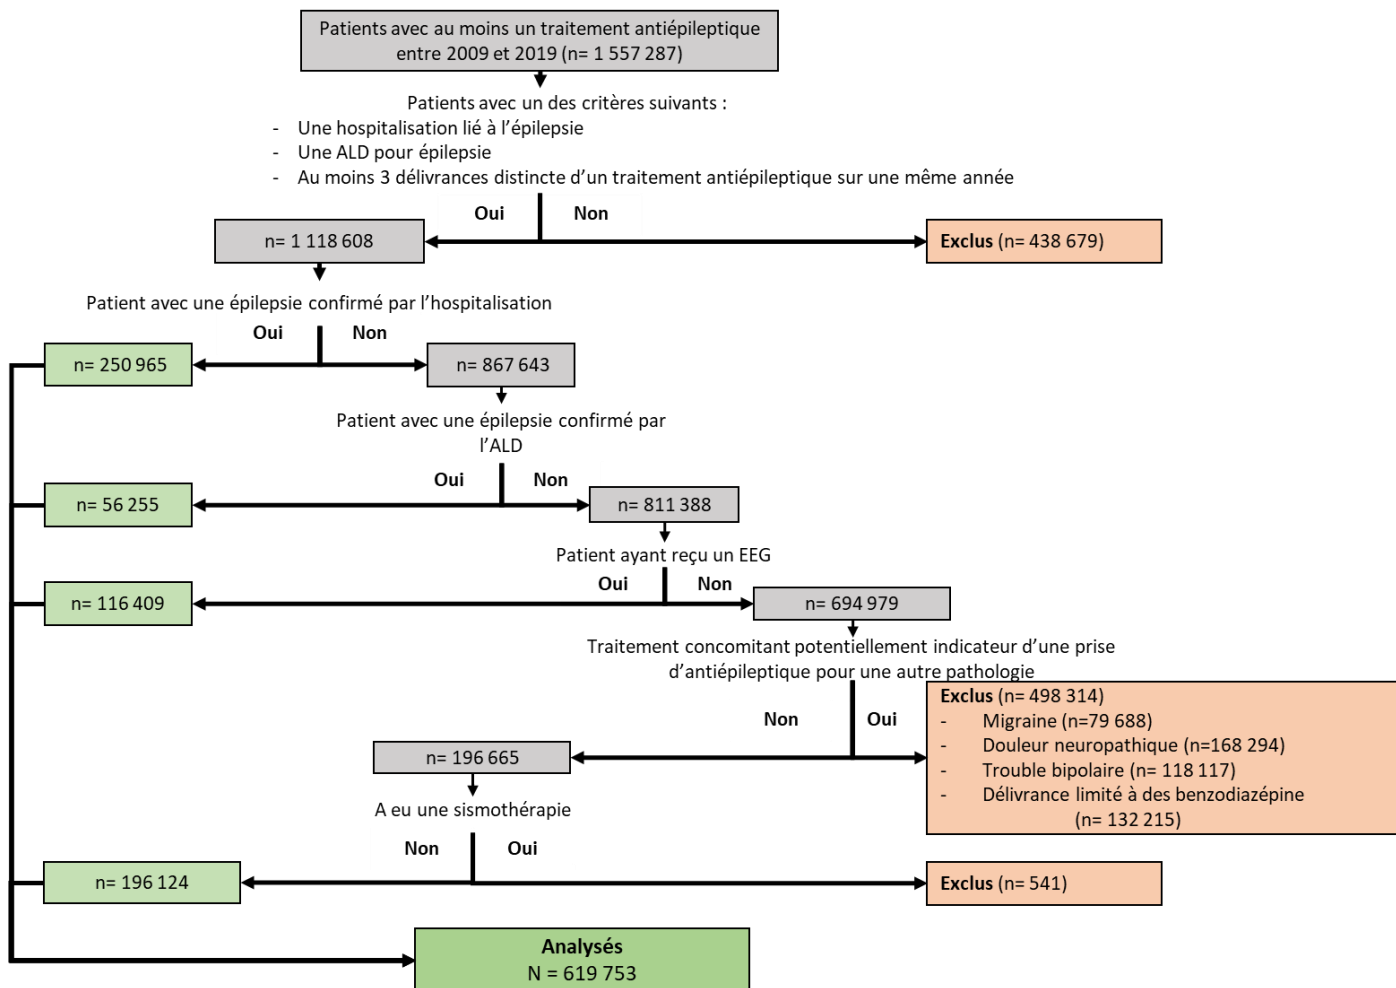 Patients avec au moins un traitement antiépileptique
entre 2009 et 2019 (n= 1 557 287)
Patients avec un des critères suivants :
- Une hospitalisation lié à l’épilepsie
- Une ALD pour épilepsie
- Au moins 3 délivrances distincte d’un traitement antiépileptique sur une même année
Oui Non
n= 1 118 608
Exclus (n= 438 679)
Patient avec une épilepsie confirmé par l’hospitalisation
Oui Non
n= 250 965
n= 867 643
Patient avec une épilepsie confirmé par
l’ALD
Oui Non
n= 56 255
n= 811 388
Patient ayant reçu un EEG
Oui Non
n= 116 409
n= 694 979
Traitement concomitant potentiellement indicateur d’une prise
d’antiépileptique pour une autre pathologie
Non Oui
Exclus (n= 498 314)
- Migraine (n=79 688)
- Douleur neuropathique (n=168 294)
- Trouble bipolaire (n= 118 117)
- Délivrance limité à des benzodiazépine
(n= 132 215)
n= 196 665
A eu une sismothérapie
Non Oui
n= 196 124
Exclus (n= 541)
Analysés
N = 619 753